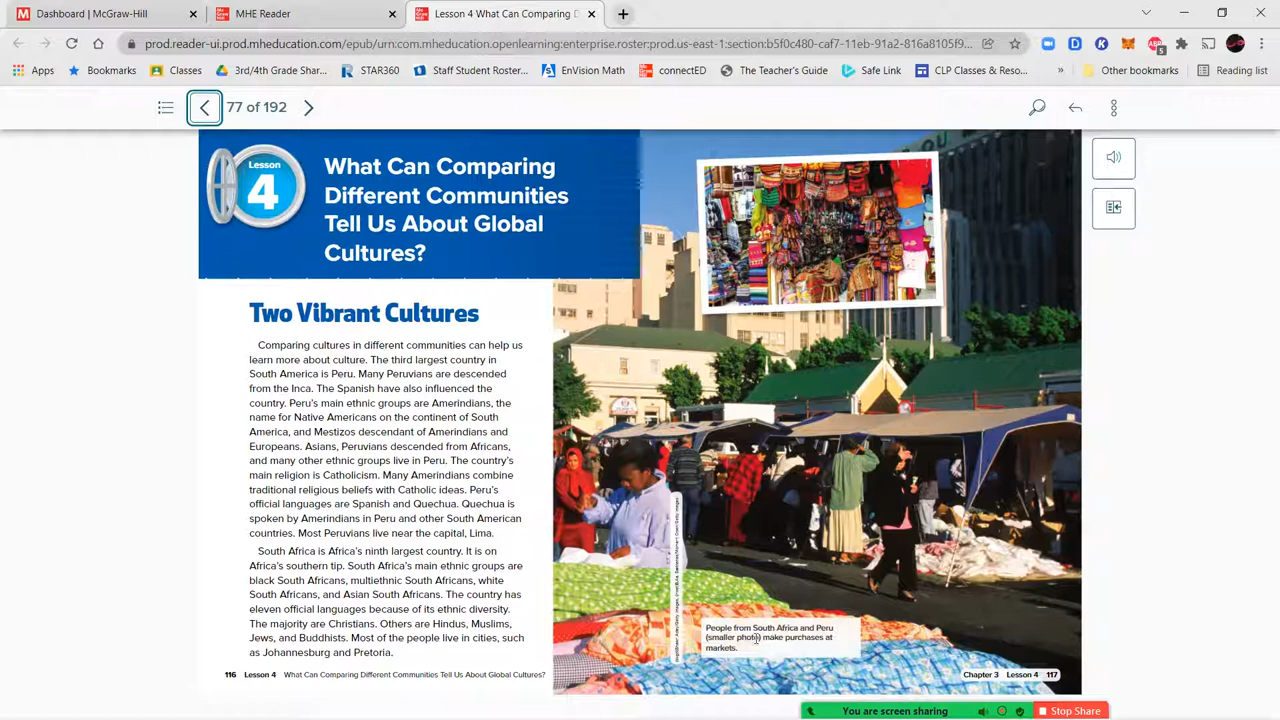 Dashboard | McGraw-Hill
MHE Reader
Lesson 4 What Can Comparing D
prod.reader-ui.prod.mheducation.com/epub/urn:com.mheducation.openlearning:enterprise.roster:prod.us-east-1:section:b5f0c480-caf7-11eb-91a2-816a8105f9...
Apps
Bookmarks
Classes
3rd/4th Grade Shar...
STAR360
Staff Student Roster...
EnVision Math
connectED
The Teacher's Guide
Safe Link
CLP Classes & Reso...
»
Other bookmarks
Reading list
77 of 192
Lesson
4
What Can Comparing
Different Communities
Tell Us About Global
Cultures?
Two Vibrant Cultures
Comparing cultures in different communities can help us
learn more about culture. The third largest country in
South America is Peru. Many Peruvians are descended
from the Inca. The Spanish have also influenced the
country. Peru's main ethnic groups are Amerindians, the
name for Native Americans on the continent of South
America, and Mestizos descendant of Amerindians and
Europeans. Asians, Peruvians descended from Africans,
and many other ethnic groups live in Peru. The country's
main religion is Catholicism. Many Amerindians combine
traditional religious beliefs with Catholic ideas. Peru's
official languages are Spanish and Quechua. Quechua is
spoken by Amerindians in Peru and other South American
countries. Most Peruvians live near the capital, Lima.
South Africa is Africa's ninth largest country. It is on
Africa's southern tip. South Africa's main ethnic groups are
black South Africans, multiethnic South Africans, white
South Africans, and Asian South Africans. The country has
eleven official languages because of its ethnic diversity.
The majority are Christians. Others are Hindus, Muslims,
Jews, and Buddhists. Most of the people live in cities, such
as Johannesburg and Pretoria.
116 Lesson 4 What Can Comparing Different Communities Tell Us About Global Cultures?
People from South Africa and Peru
(smaller photo) make purchases at
markets.
Chapter 3 Lesson 4 117
You are screen sharing
Stop Share